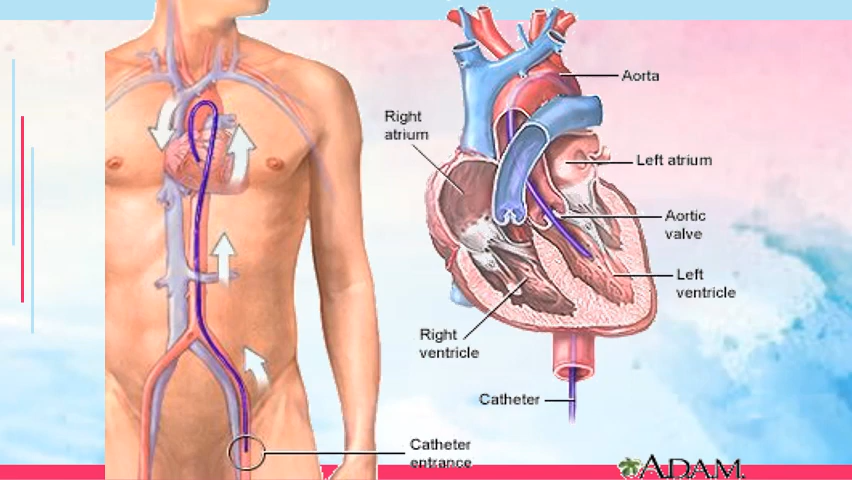 Aorta
Right
atrium
Left atrium
Aortic
valve
Left
ventricle
Right
ventricle
Catheter
Catheter
entrance
ADAM.